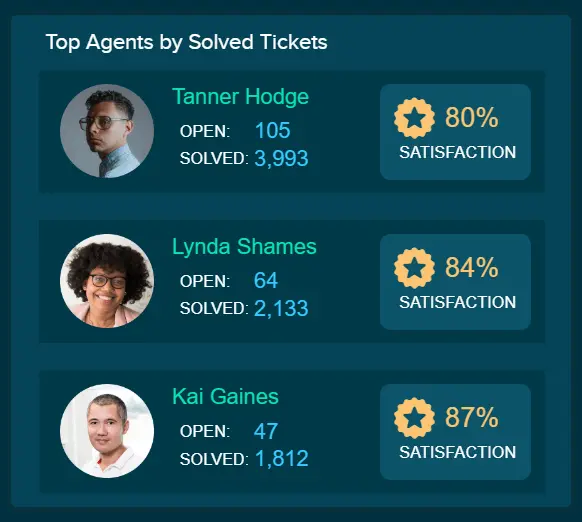 Top Agents by Solved Tickets
Tanner Hodge
OPEN: 105
SOLVED: 3,993
80%
SATISFACTION
Lynda Shames
OPEN: 64
SOLVED: 2,133
84%
SATISFACTION
Kai Gaines
OPEN: 47
SOLVED: 1,812
87%
SATISFACTION